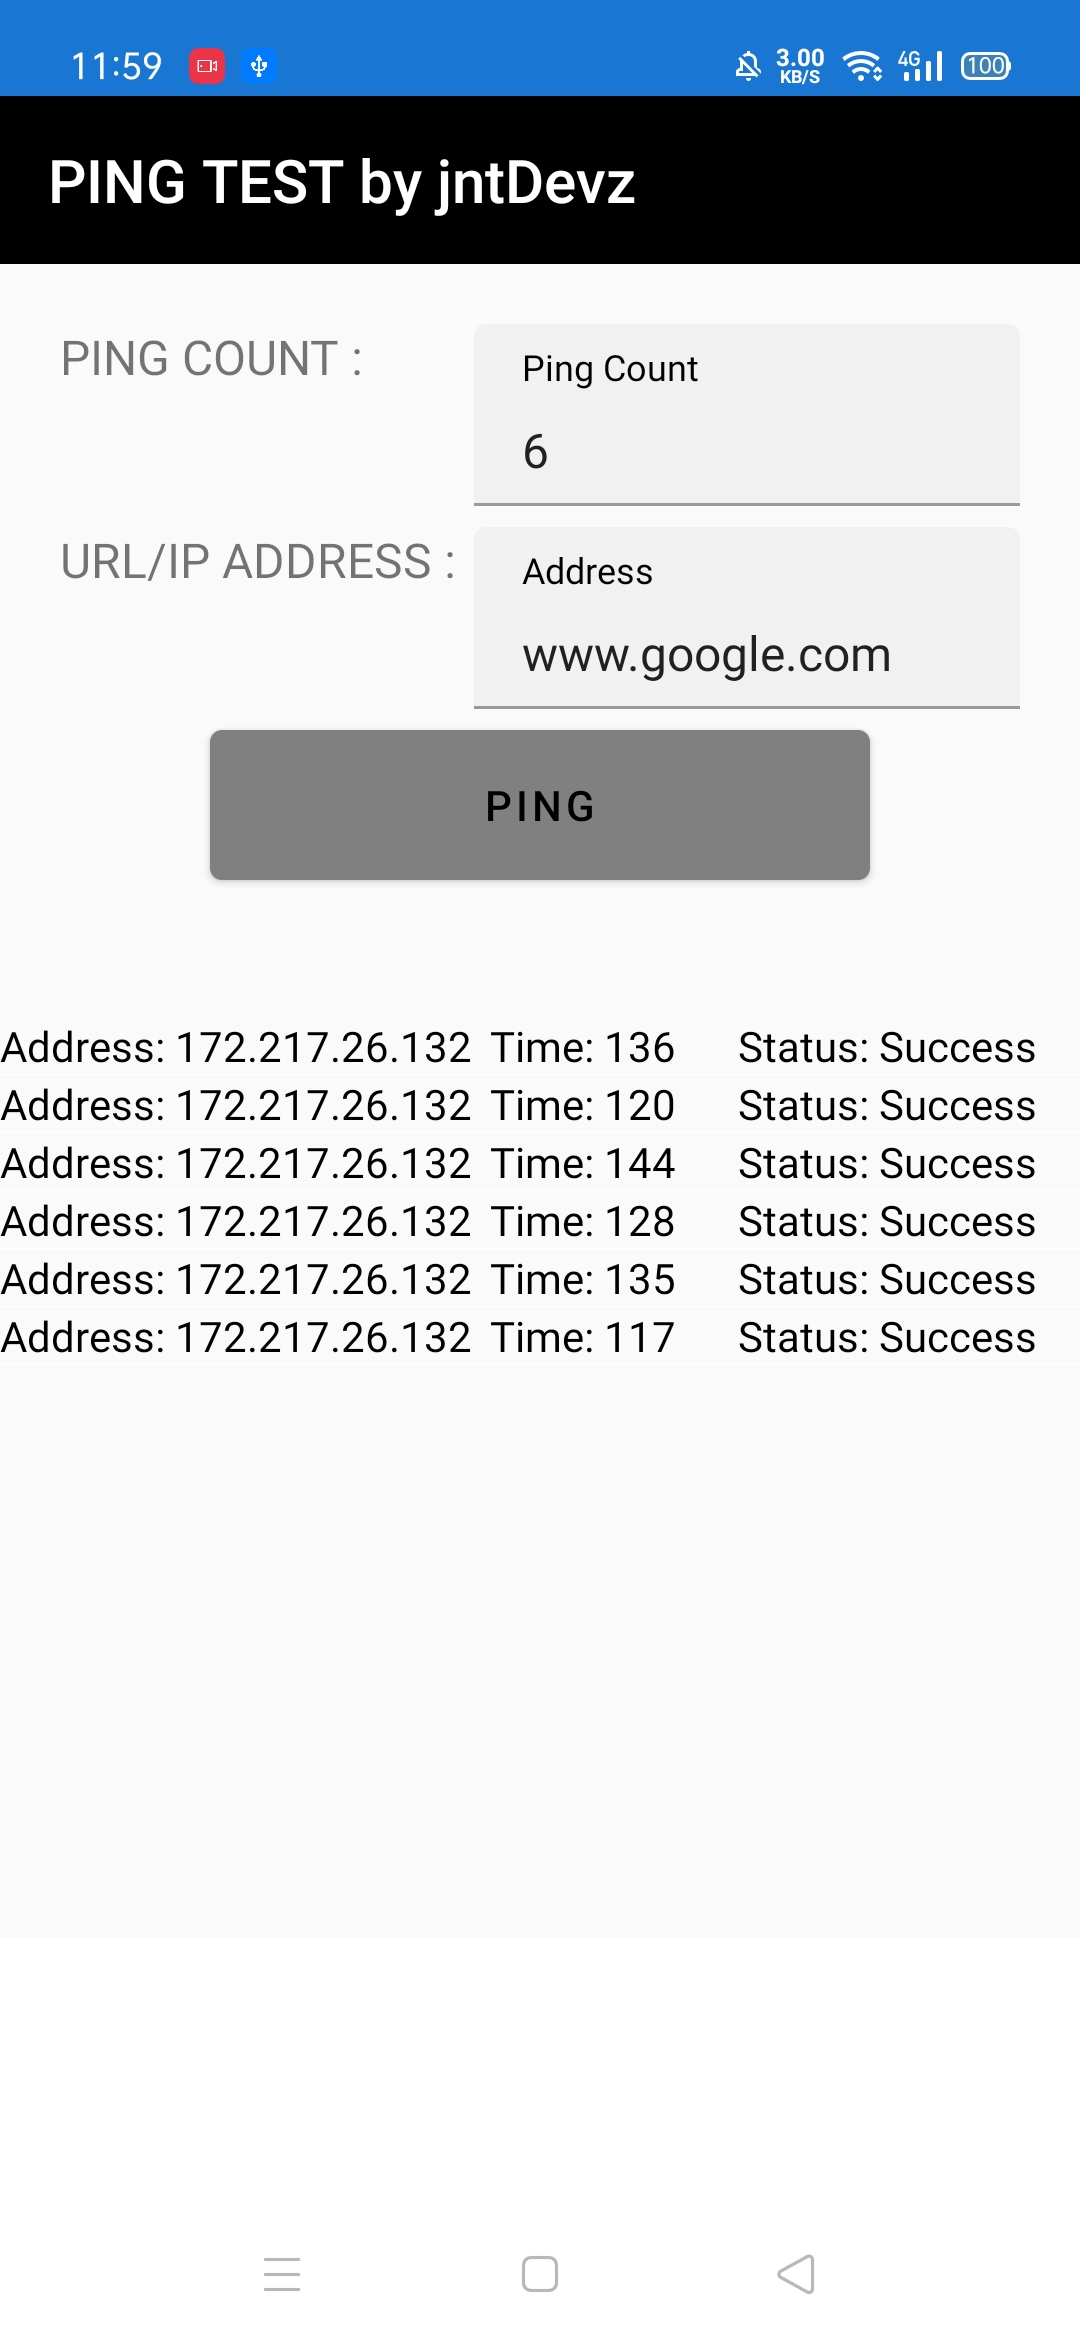 11:59 3.00 KB/S 4G 100
PING TEST by jntDevz
PING COUNT :
Ping Count
6
URL/IP ADDRESS :
Address
www.google.com
PING
Address: 172.217.26.132 Time: 136 Status: Success
Address: 172.217.26.132 Time: 120 Status: Success
Address: 172.217.26.132 Time: 144 Status: Success
Address: 172.217.26.132 Time: 128 Status: Success
Address: 172.217.26.132 Time: 135 Status: Success
Address: 172.217.26.132 Time: 117 Status: Success